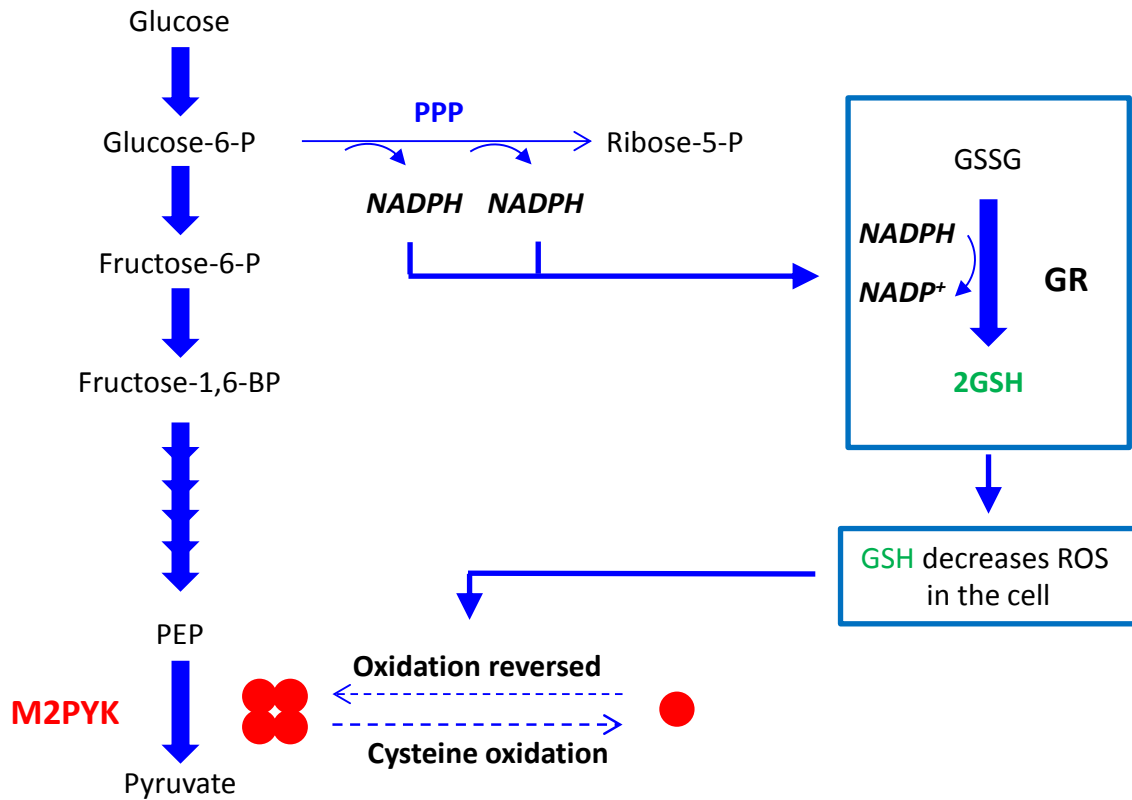 Glucose
Glucose-6-P
PPP
Ribose-5-P
NADPH NADPH
Fructose-6-P
Fructose-1,6-BP
PEP
M2PYK
Pyruvate
GSSG
NADPH
NADP⁺
GR
2GSH
GSH decreases ROS
in the cell
Oxidation reversed
Cysteine oxidation